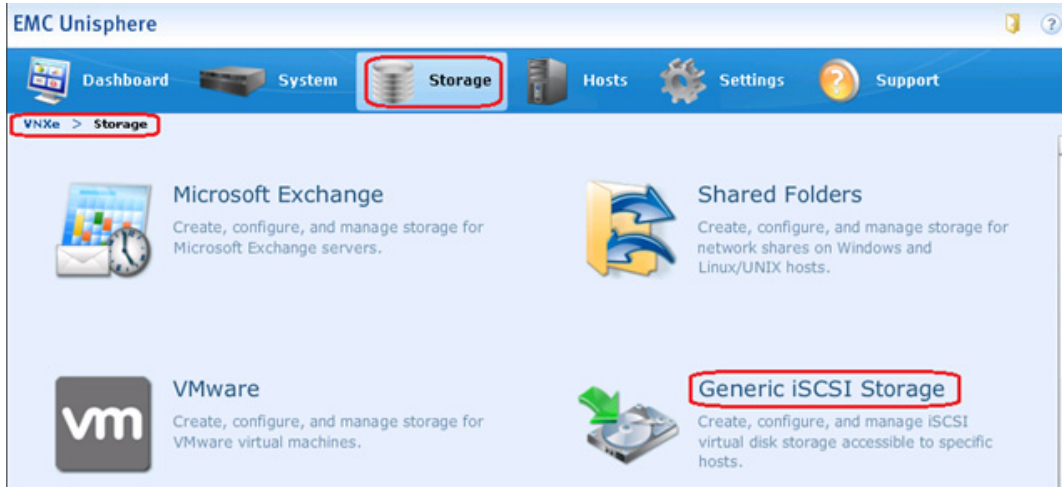 EMC Unisphere
?
Dashboard System Storage Hosts Settings ? Support
VNXe > Storage
Microsoft Exchange
Create, configure, and manage storage for
Microsoft Exchange servers.
Shared Folders
Create, configure, and manage storage for
network shares on Windows and
Linux/UNIX hosts.
vm
VMware
Create, configure, and manage storage for
VMware virtual machines.
Generic iSCSI Storage
Create, configure, and manage iSCSI
virtual disk storage accessible to specific
hosts.